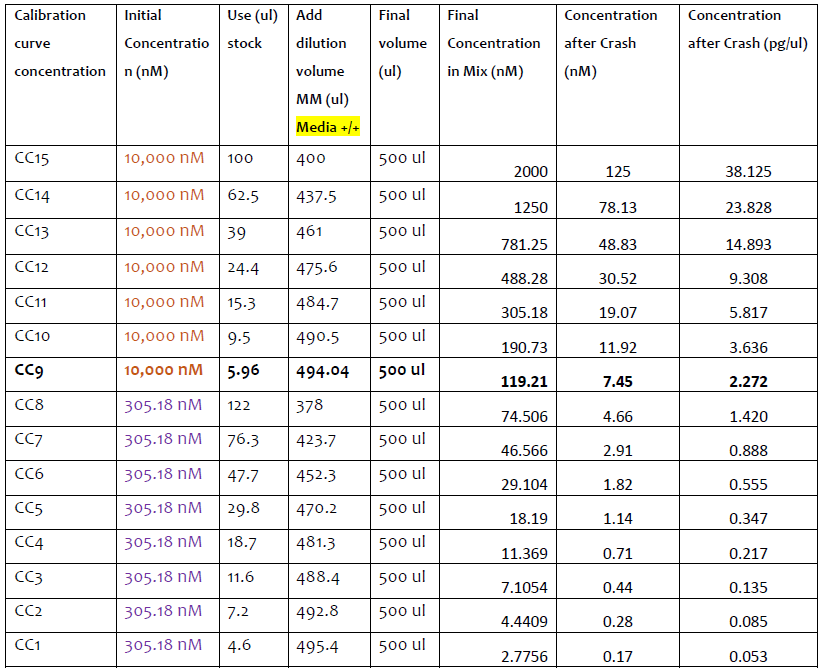 Calibration curve concentration | Initial Concentratio n (nM) | Use (ul) stock | Add dilution volume MM (ul) Media +/+ | Final volume (ul) | Final Concentration in Mix (nM) | Concentration after Crash (nM) | Concentration after Crash (pg/ul)
CC15 | 10,000 nM | 100 | 400 | 500 ul | 2000 | 125 | 38.125
CC14 | 10,000 nM | 62.5 | 437.5 | 500 ul | 1250 | 78.13 | 23.828
CC13 | 10,000 nM | 39 | 461 | 500 ul | 781.25 | 48.83 | 14.893
CC12 | 10,000 nM | 24.4 | 475.6 | 500 ul | 488.28 | 30.52 | 9.308
CC11 | 10,000 nM | 15.3 | 484.7 | 500 ul | 305.18 | 19.07 | 5.817
CC10 | 10,000 nM | 9.5 | 490.5 | 500 ul | 190.73 | 11.92 | 3.636
CC9 | 10,000 nM | 5.96 | 494.04 | 500 ul | 119.21 | 7.45 | 2.272
CC8 | 305.18 nM | 122 | 378 | 500 ul | 74.506 | 4.66 | 1.420
CC7 | 305.18 nM | 76.3 | 423.7 | 500 ul | 46.566 | 2.91 | 0.888
CC6 | 305.18 nM | 47.7 | 452.3 | 500 ul | 29.104 | 1.82 | 0.555
CC5 | 305.18 nM | 29.8 | 470.2 | 500 ul | 18.19 | 1.14 | 0.347
CC4 | 305.18 nM | 18.7 | 481.3 | 500 ul | 11.369 | 0.71 | 0.217
CC3 | 305.18 nM | 11.6 | 488.4 | 500 ul | 7.1054 | 0.44 | 0.135
CC2 | 305.18 nM | 7.2 | 492.8 | 500 ul | 4.4409 | 0.28 | 0.085
CC1 | 305.18 nM | 4.6 | 495.4 | 500 ul | 2.7756 | 0.17 | 0.053